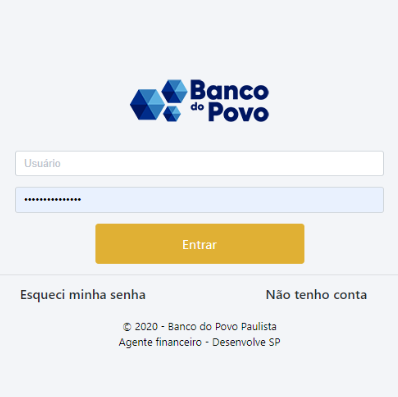 Banco
do Povo
Usuário
•••••••••••••••
Entrar
Esqueci minha senha
Não tenho conta
© 2020 - Banco do Povo Paulista
Agente financeiro - Desenvolve SP